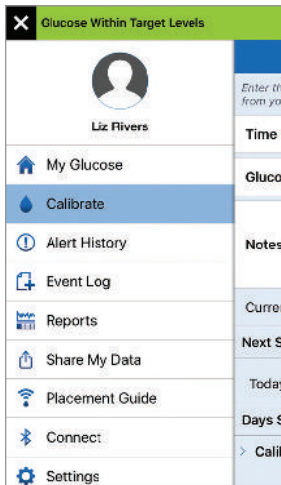 Glucose Within Target Levels
Liz Rivers
My Glucose
Calibrate
Alert History
Event Log
Reports
Share My Data
Placement Guide
Connect
Settings
Enter th
from yo
Time
Gluco
Notes
Curre
Next S
Today
Days S
Calib